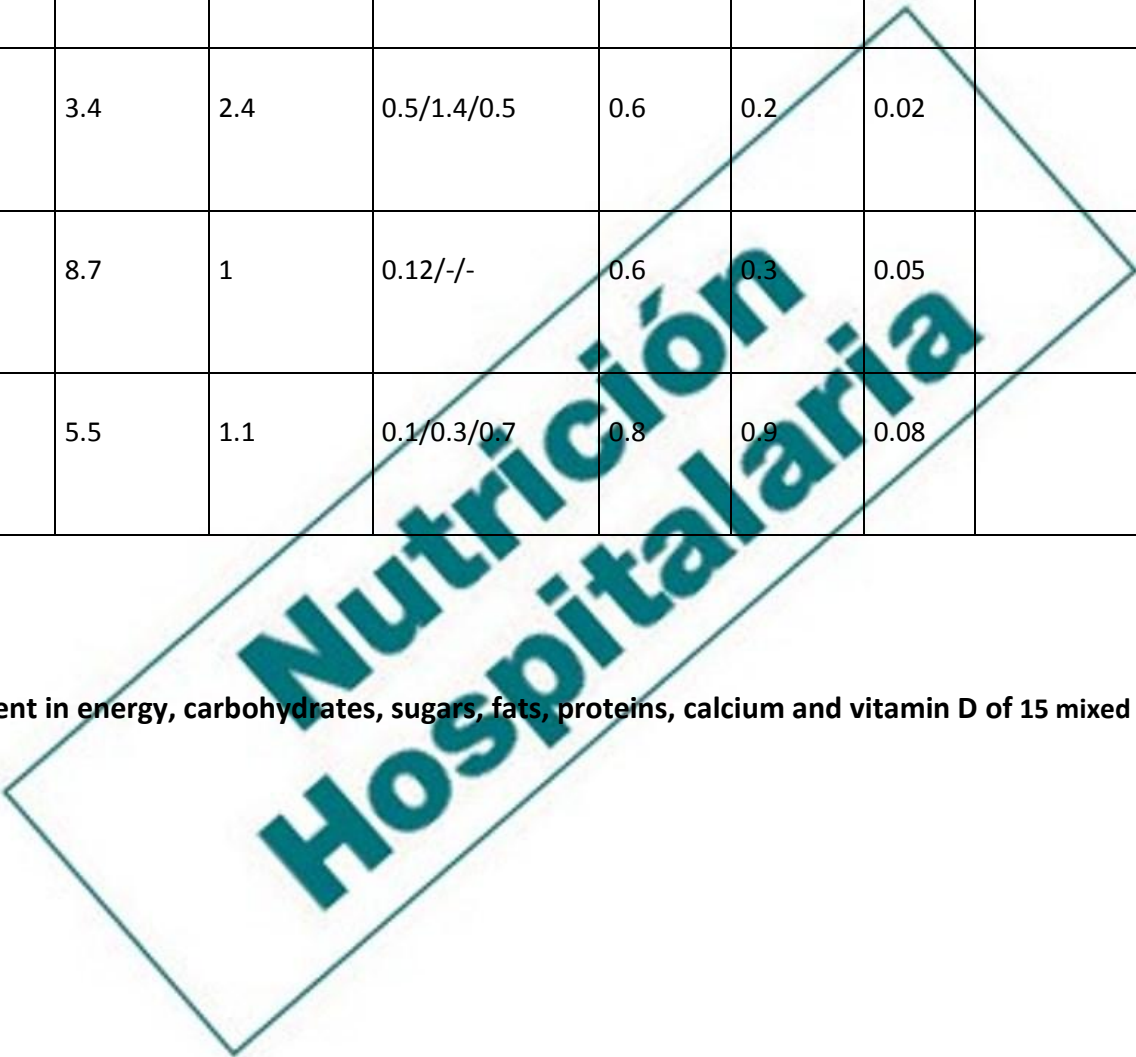 3.4 2.4 0.5/1.4/0.5 0.6 0.2 0.02
8.7 1 0.12/-/- 0.6 0.3 0.05
5.5 1.1 0.1/0.3/0.7 0.8 0.9 0.08
ent in energy, carbohydrates, sugars, fats, proteins, calcium and vitamin D of 15 mixed
Nutrición
Hospitalaria